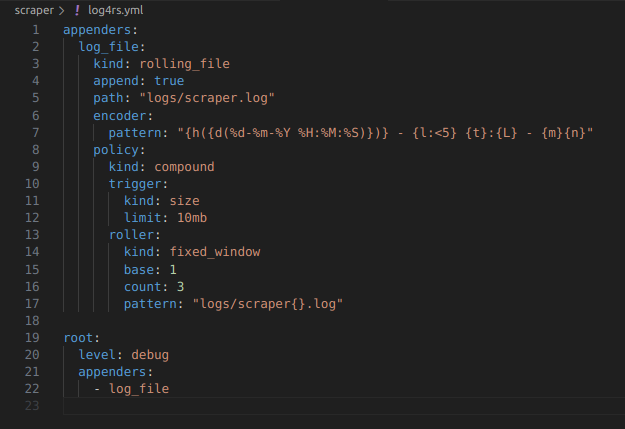 scraper > ! log4rs.yml
1 appenders:
2 log_file:
3 kind: rolling_file
4 append: true
5 path: "logs/scraper.log"
6 encoder:
7 pattern: "{h({d(%d-%m-%Y %H:%M:%S)})} - {l:<5} {t}:{L} - {m}{n}"
8 policy:
9 kind: compound
10 trigger:
11 kind: size
12 limit: 10mb
13 roller:
14 kind: fixed_window
15 base: 1
16 count: 3
17 pattern: "logs/scraper{}.log"
18
19 root:
20 level: debug
21 appenders:
22 - log_file
23